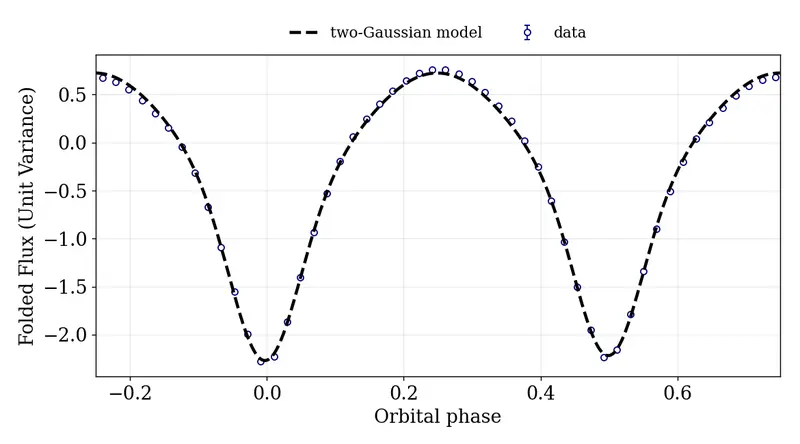 two-Gaussian model data
0.5
0.0
−0.5
−1.0
−1.5
−2.0
Folded Flux (Unit Variance)
−0.2 0.0 0.2 0.4 0.6
Orbital phase